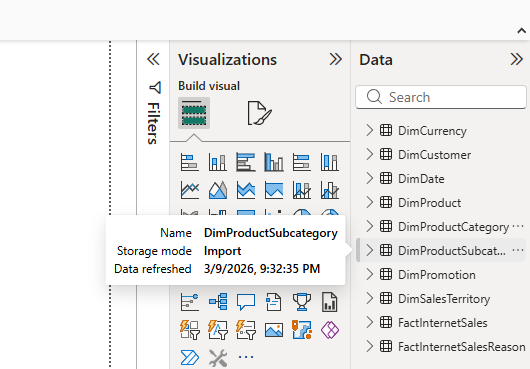 Visualizations
Data
Build visual
Filters
Search
DimCurrency
DimCustomer
DimDate
DimProduct
DimProductCategory ...
DimProductSubcat... ...
DimPromotion
DimSalesTerritory
FactInternetSales
FactInternetSalesReason
Name DimProductSubcategory
Storage mode Import
Data refreshed 3/9/2026, 9:32:35 PM